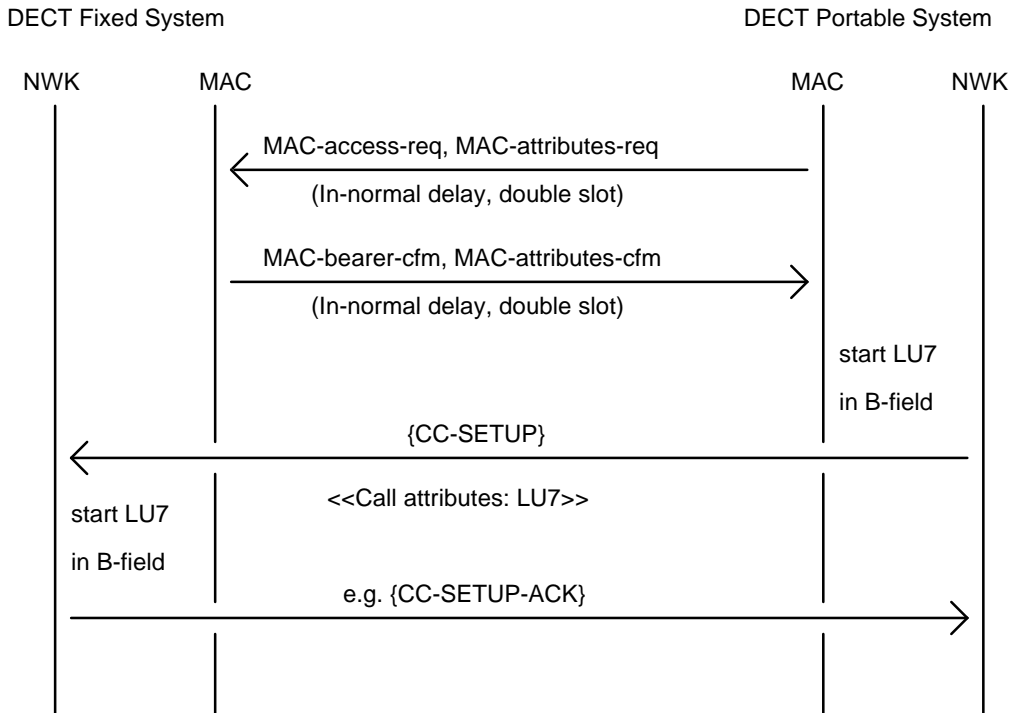 DECT Fixed System
DECT Portable System
NWK
MAC
MAC
NWK
MAC-access-req, MAC-attributes-req
(In-normal delay, double slot)
MAC-bearer-cfm, MAC-attributes-cfm
(In-normal delay, double slot)
start LU7
in B-field
{CC-SETUP}
<<Call attributes: LU7>>
start LU7
in B-field
e.g. {CC-SETUP-ACK}